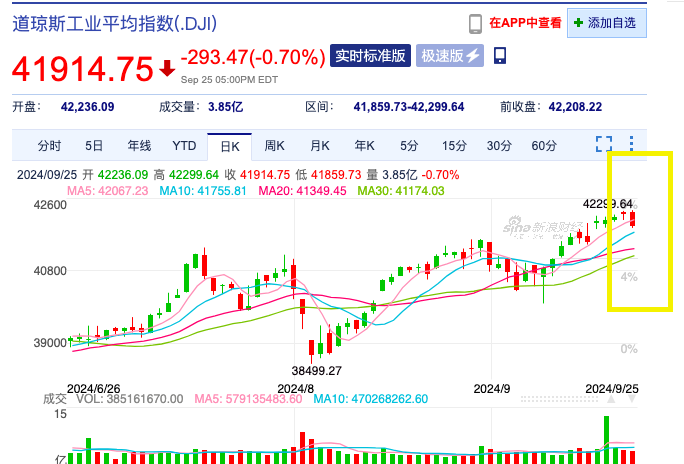 道琼斯工业平均指数(.DJI)
在APP中查看
添加自选
41914.75 -293.47(-0.70%)
实时标准版
极速版
Sep 25 05:00PM EDT
开盘: 42,236.09 成交量: 3.85亿 区间: 41,859.73-42,299.64 前收盘: 42,208.22
分时 5日 年线 YTD 日K 周K 月K 年K 5分 15分 30分 60分
2024/09/25 开 42236.09 高 42299.64 收 41914.75 低 41859.73 量 3.85亿 -0.70%
MA5: 42067.23 MA10: 41755.81 MA20: 41349.45 MA30: 41174.03
42600
42299.64
sina 新浪财经
40800
4%
39000
0%
38499.27
2024/6/26 2024/8 2024/9 2024/9/25
成交 VOL: 385161670.00 MA5: 579135483.60 MA10: 470268262.60
15
亿